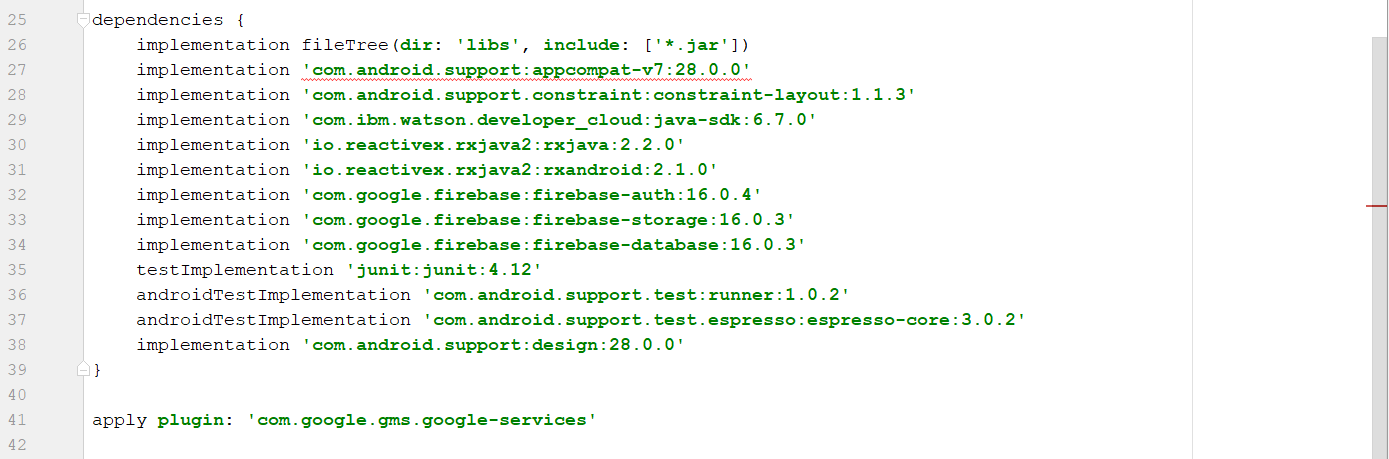 25 dependencies {
26 implementation fileTree(dir: 'libs', include: ['*.jar'])
27 implementation 'com.android.support:appcompat-v7:28.0.0'
28 implementation 'com.android.support.constraint:constraint-layout:1.1.3'
29 implementation 'com.ibm.watson.developer_cloud:java-sdk:6.7.0'
30 implementation 'io.reactivex.rxjava2:rxjava:2.2.0'
31 implementation 'io.reactivex.rxjava2:rxandroid:2.1.0'
32 implementation 'com.google.firebase:firebase-auth:16.0.4'
33 implementation 'com.google.firebase:firebase-storage:16.0.3'
34 implementation 'com.google.firebase:firebase-database:16.0.3'
35 testImplementation 'junit:junit:4.12'
36 androidTestImplementation 'com.android.support.test:runner:1.0.2'
37 androidTestImplementation 'com.android.support.test.espresso:espresso-core:3.0.2'
38 implementation 'com.android.support:design:28.0.0'
39 }
40
41 apply plugin: 'com.google.gms.google-services'
42